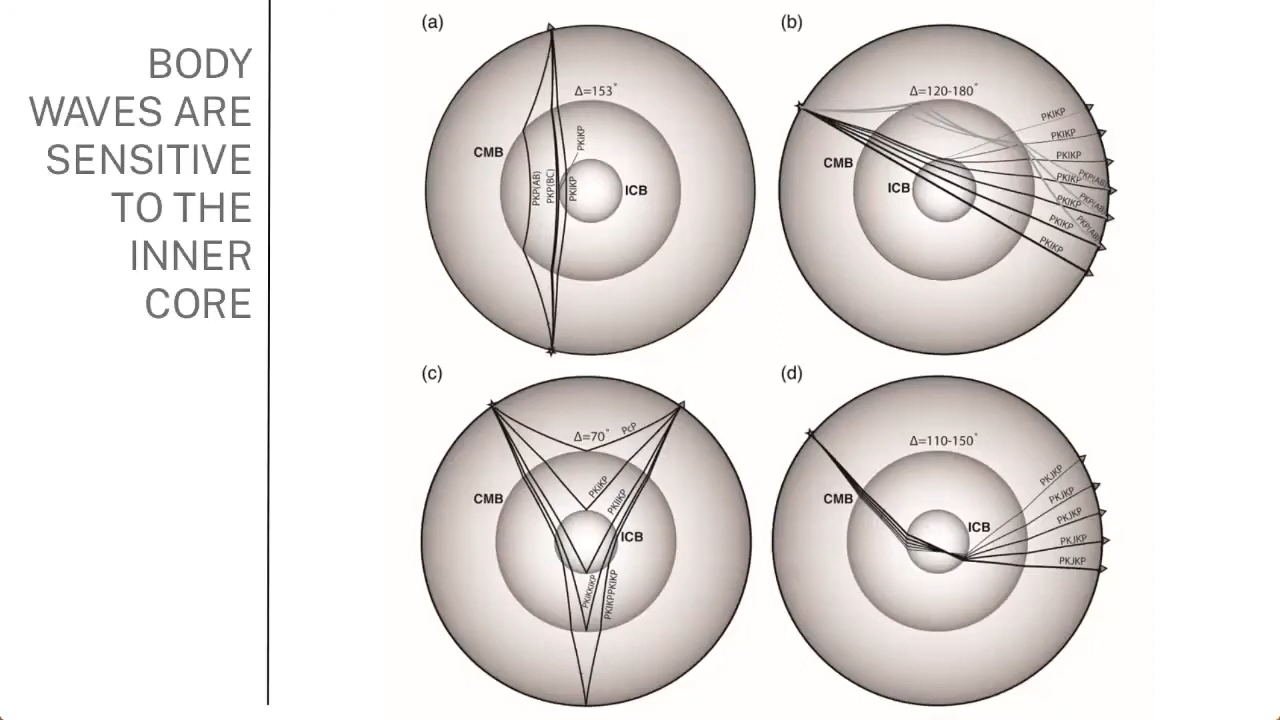 BODY
WAVES ARE
SENSITIVE
TO THE
INNER
CORE
(a)
Δ=153°
CMB
PKP(AB)
PKP(BC)
PKIKP
PKiKP
ICB
(b)
Δ=120-180°
CMB
ICB
PKIKP
PKIKP
PKIKP
PKIKP
PKP(AB)
PKIKP
PKP(AB)
PKIKP
PKP(AB)
PKIKP
(c)
Δ=70°
PcP
CMB
PKiKP
PKIIKP
ICB
PKIKKIKP
PKIKPPKIKP
(d)
Δ=110-150°
CMB
ICB
PKJKP
PKJKP
PKJKP
PKJKP
PKJKP